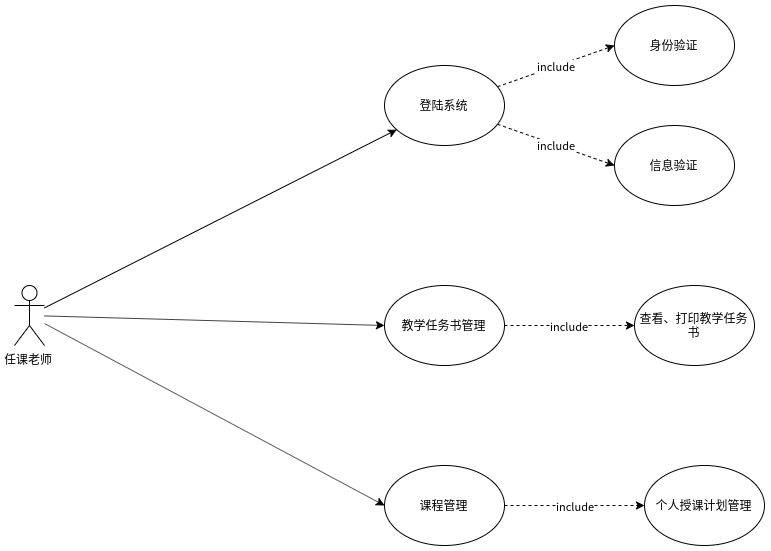 身份验证
include
登陆系统
include
信息验证
任课老师
教学任务书管理
include
查看、打印教学任务
书
课程管理
include
个人授课计划管理